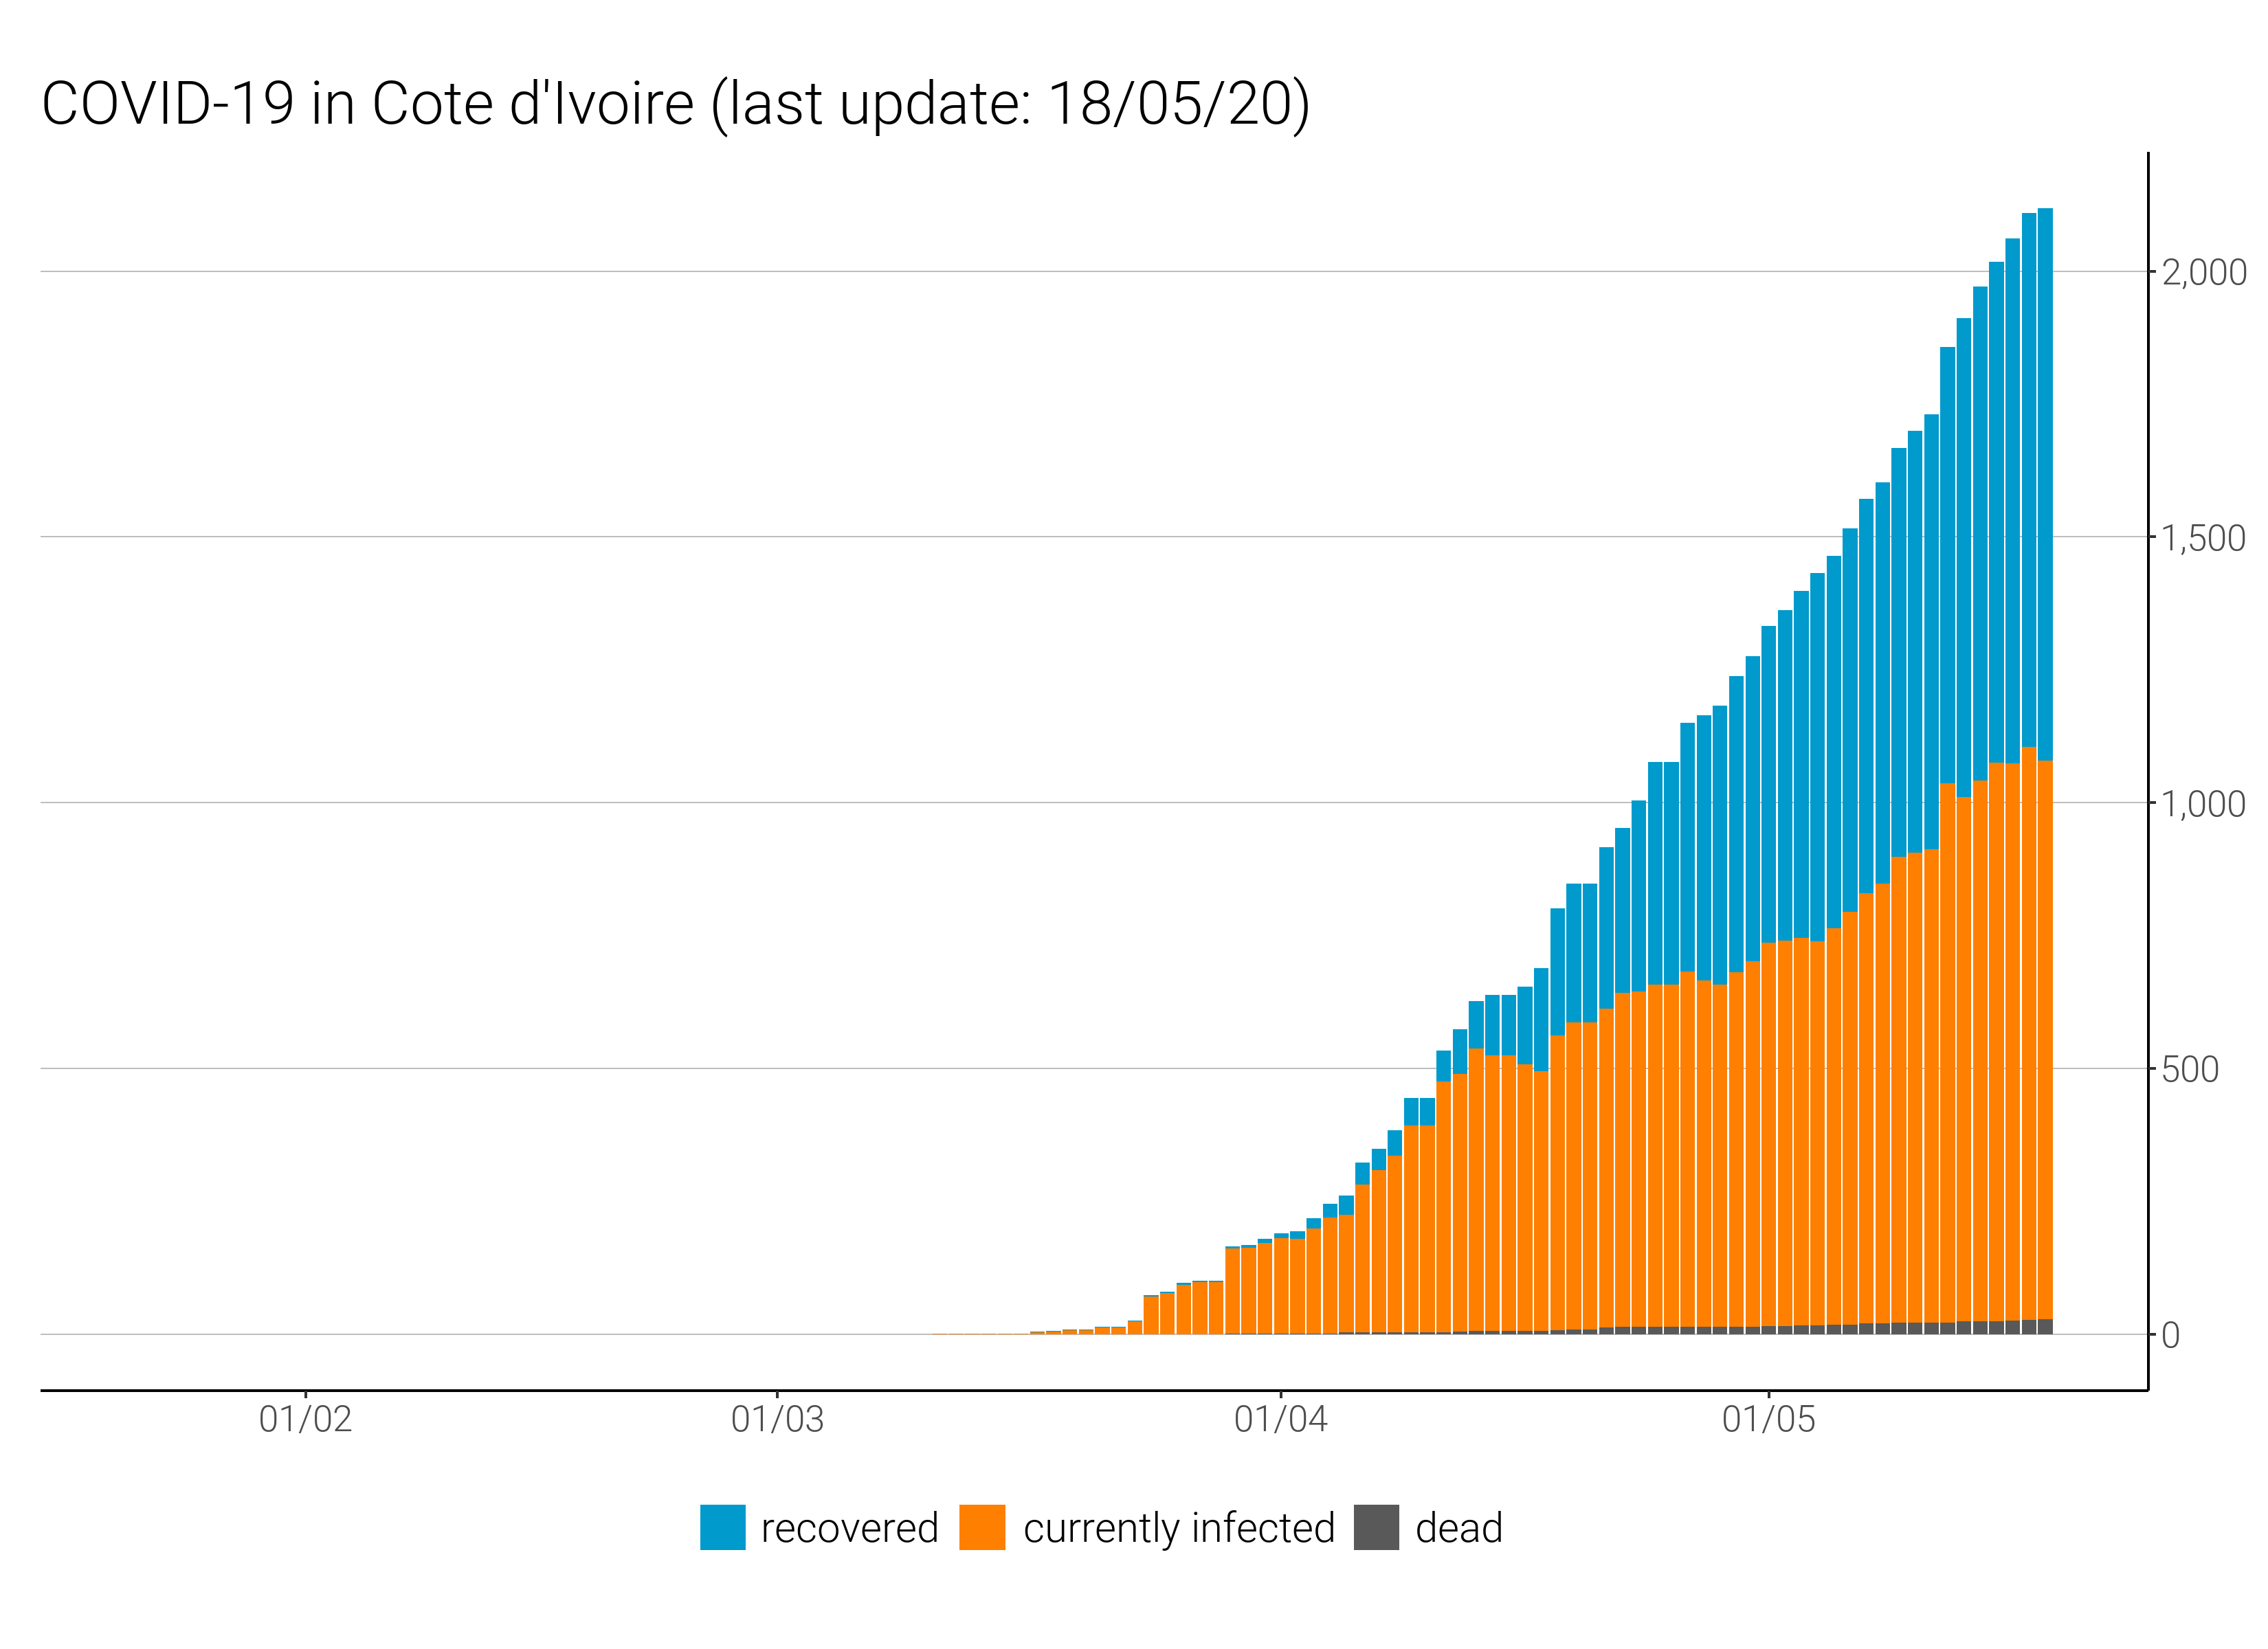 COVID-19 in Cote d'Ivoire (last update: 18/05/20)
2,000
1,500
1,000
500
0
01/02 01/03 01/04 01/05
recovered currently infected dead